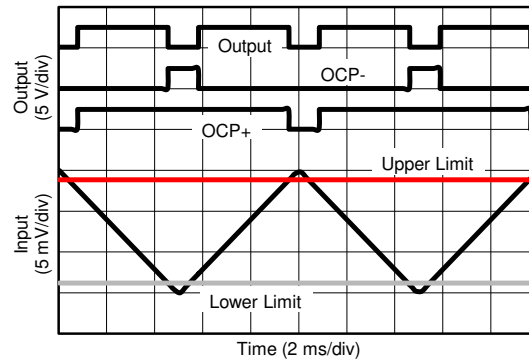 Output
OCP-
OCP+
Upper Limit
Lower Limit
Output
(5 V/div)
Input
(5 mV/div)
Time (2 ms/div)